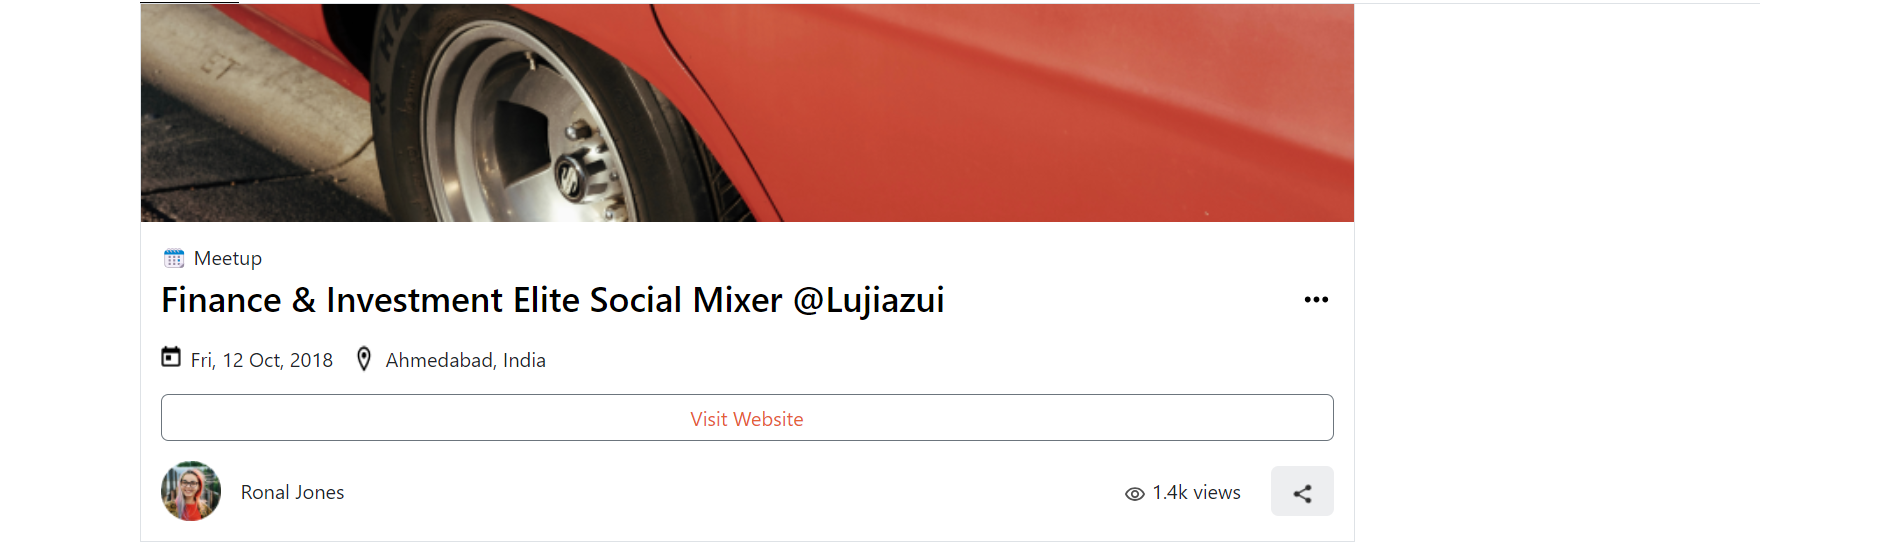 Meetup
Finance & Investment Elite Social Mixer @Lujiazui
Fri, 12 Oct, 2018 Ahmedabad, India
Visit Website
Ronal Jones 1.4k views